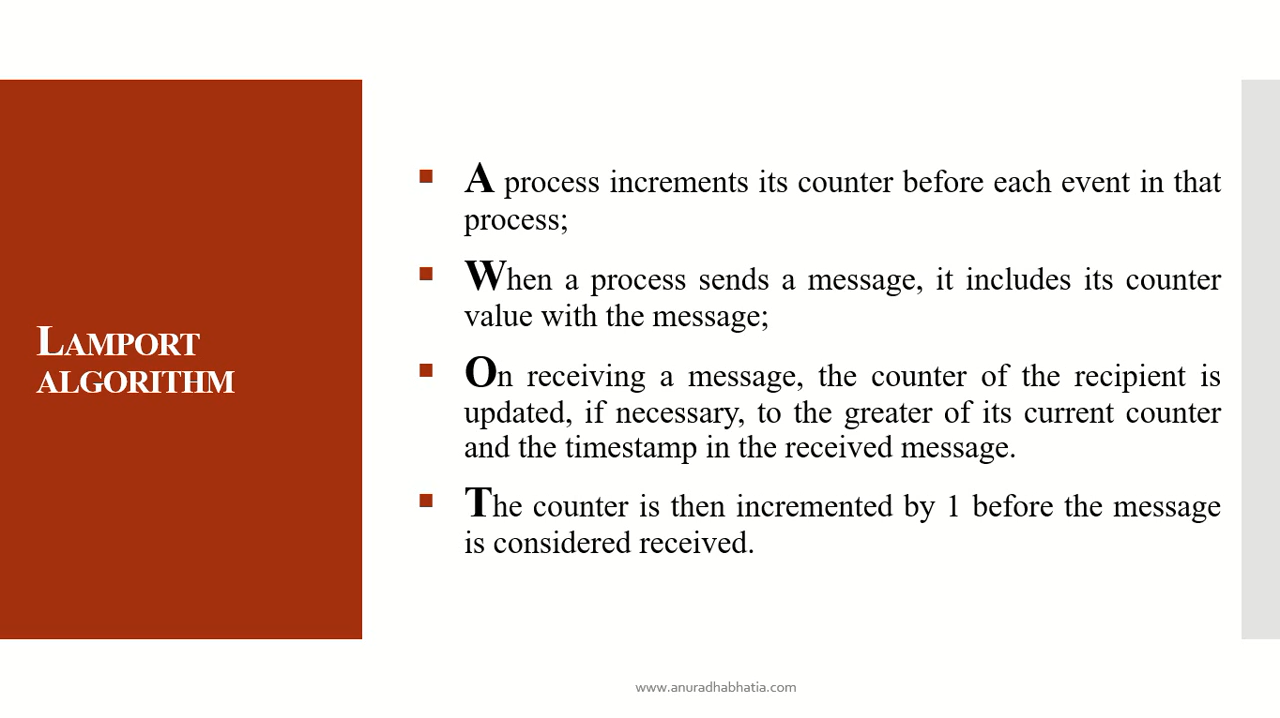 LAMPORT
ALGORITHM
A process increments its counter before each event in that
process;
When a process sends a message, it includes its counter
value with the message;
On receiving a message, the counter of the recipient is
updated, if necessary, to the greater of its current counter
and the timestamp in the received message.
The counter is then incremented by 1 before the message
is considered received.
www.anuradhabhatia.com